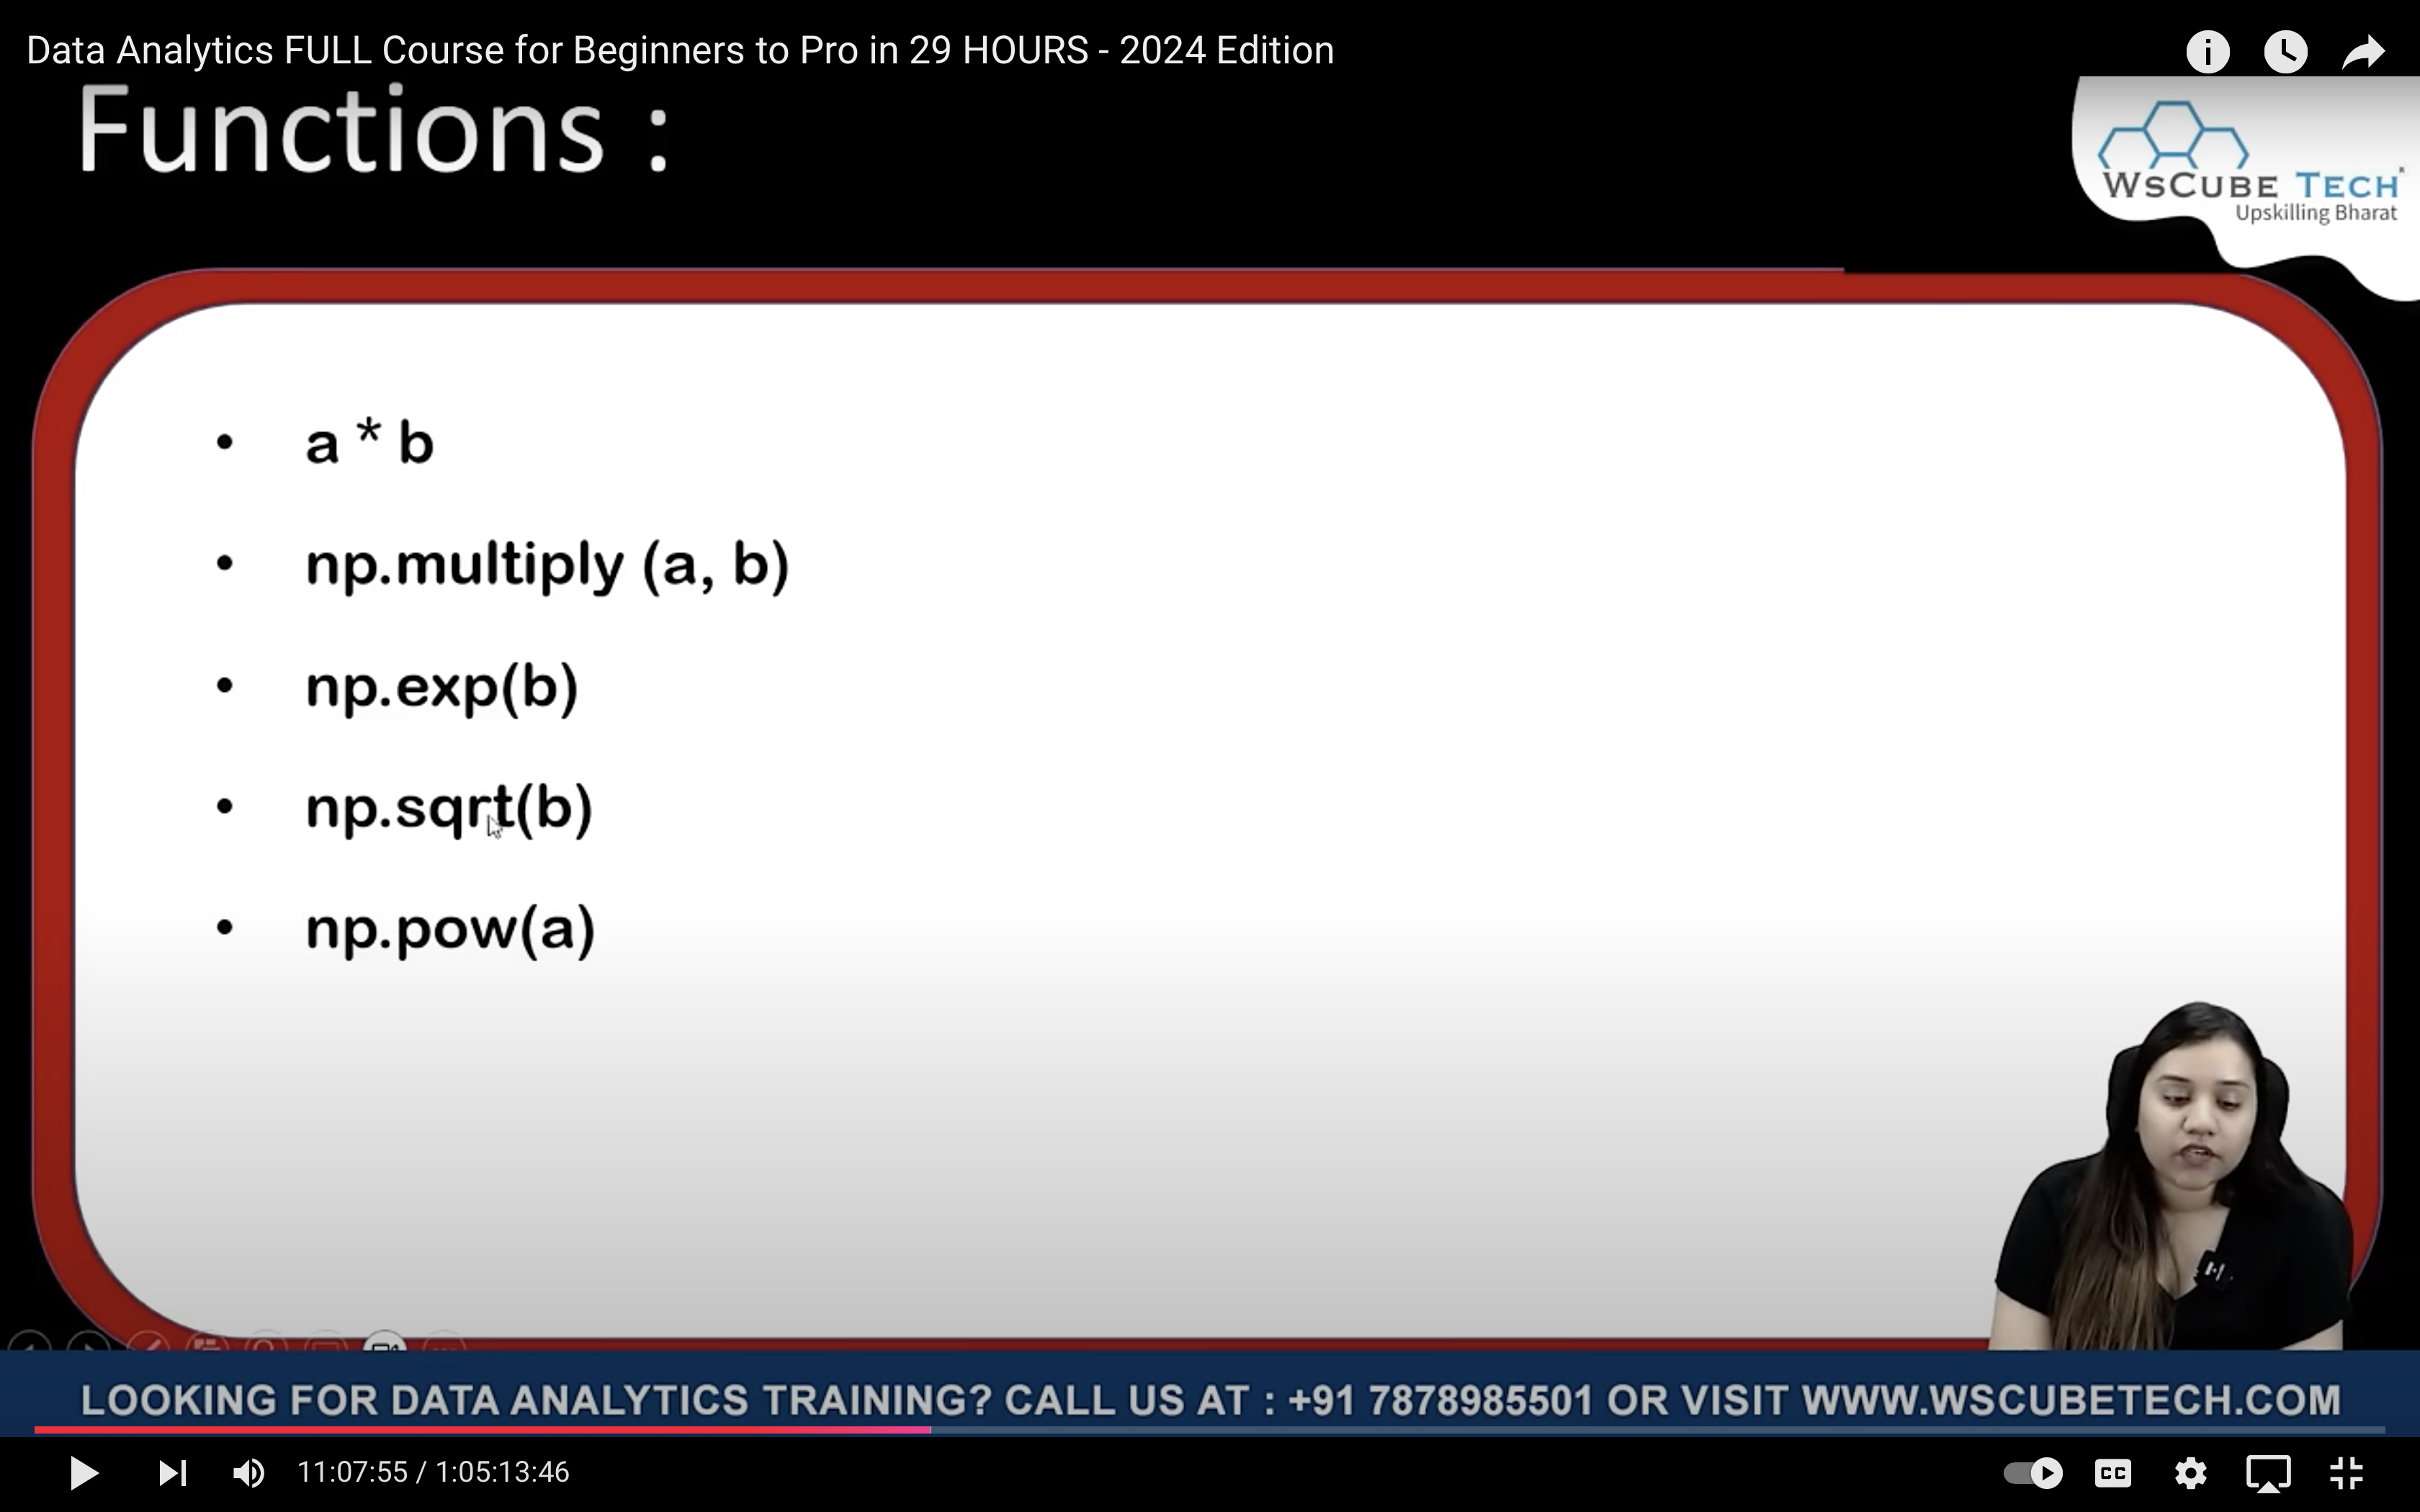 Data Analytics FULL Course for Beginners to Pro in 29 HOURS - 2024 Edition
Functions :
WSCUBE TECH
Upskilling Bharat
• a * b
• np.multiply (a, b)
• np.exp(b)
• np.sqrt(b)
• np.pow(a)
LOOKING FOR DATA ANALYTICS TRAINING? CALL US AT : +91 7878985501 OR VISIT WWW.WSCUBETECH.COM
11:07:55 / 1:05:13:46
CC